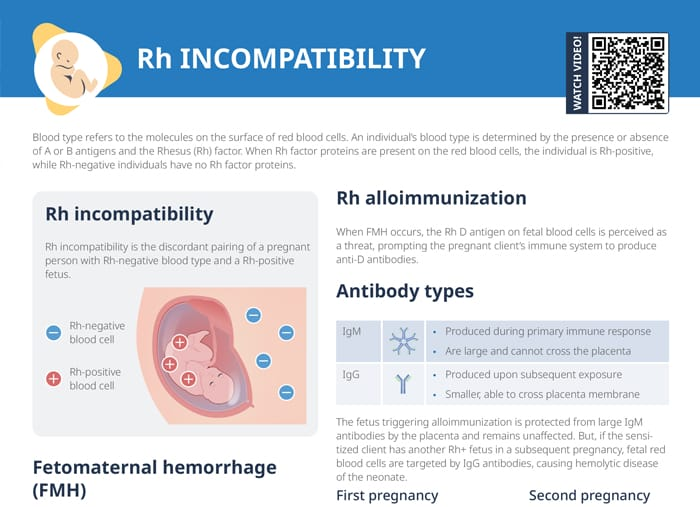 Rh INCOMPATIBILITY
WATCH VIDEO!
Blood type refers to the molecules on the surface of red blood cells. An individual's blood type is determined by the presence or absence
of A or B antigens and the Rhesus (Rh) factor. When Rh factor proteins are present on the red blood cells, the individual is Rh-positive,
while Rh-negative individuals have no Rh factor proteins.
Rh incompatibility
Rh incompatibility is the discordant pairing of a pregnant
person with Rh-negative blood type and a Rh-positive
fetus.
Rh-negative
blood cell
Rh-positive
blood cell
Fetomaternal hemorrhage
(FMH)
Rh alloimmunization
When FMH occurs, the Rh D antigen on fetal blood cells is perceived as
a threat, prompting the pregnant client's immune system to produce
anti-D antibodies.
Antibody types
IgM
• Produced during primary immune response
• Are large and cannot cross the placenta
IgG
• Produced upon subsequent exposure
• Smaller, able to cross placenta membrane
The fetus triggering alloimmunization is protected from large IgM
antibodies by the placenta and remains unaffected. But, if the sensi-
tized client has another Rh+ fetus in a subsequent pregnancy, fetal red
blood cells are targeted by IgG antibodies, causing hemolytic disease
of the neonate.
First pregnancy
Second pregnancy